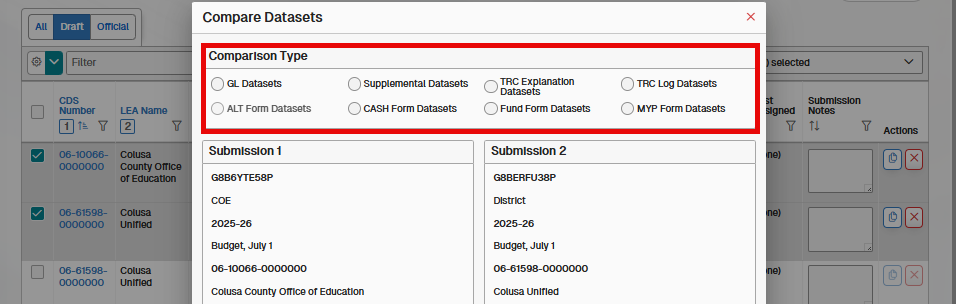 Compare Datasets
All Draft Official
Comparison Type
Filter
) selected
GL Datasets Supplemental Datasets TRC Explanation Datasets TRC Log Datasets
ALT Form Datasets CASH Form Datasets Fund Form Datasets MYP Form Datasets
CDS Number LEA Name
1 2
Submission Notes
Actions
Submission 1 Submission 2
06-10066-0000000
Colusa County Office of Education
G8B6YTE58P G8BERFU38P
COE District
2025-26 2025-26
06-61598-0000000
Colusa Unified
Budget, July 1 Budget, July 1
06-10066-0000000 06-61598-0000000
06-61598-0000000
Colusa Unified
Colusa County Office of Education Colusa Unified